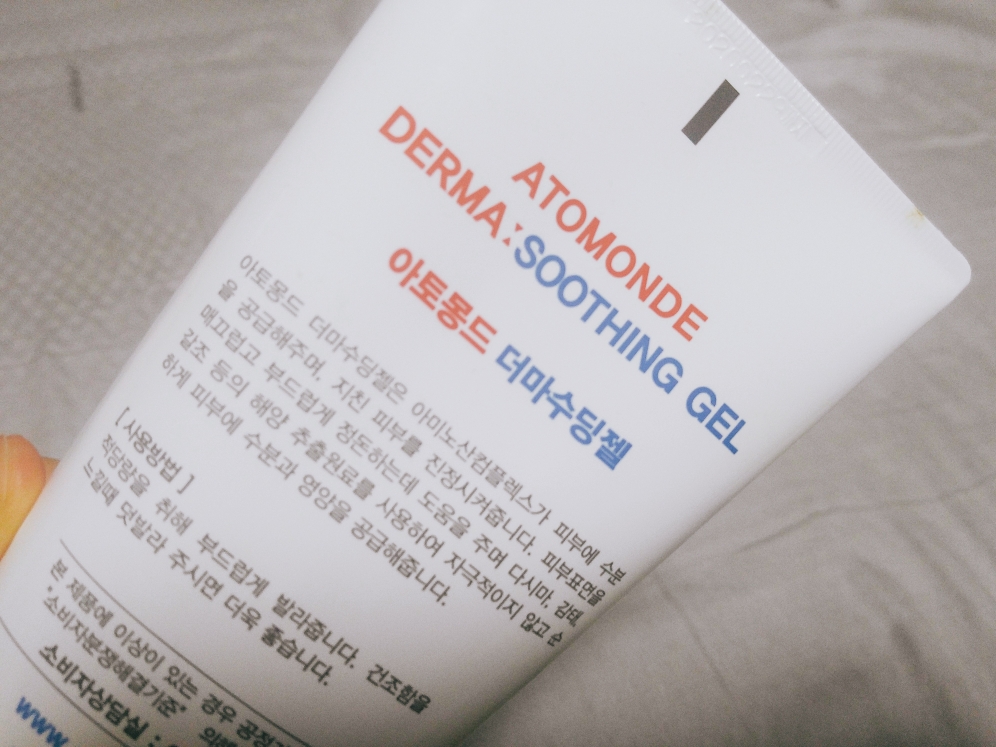 ATOMONDE
DERMA:SOOTHING GEL
아토몽드 더마수딩젤
아토몽드 더마수딩젤은 아미노산컴플렉스가 피부에 수분
을 공급해주며, 지친 피부를 진정시켜줍니다. 피부표면을
매끄럽고 부드럽게 정돈하는데 도움을 주며 다시마, 감태,
갈조 등의 해양 추출원료를 사용하여 자극적이지 않고 순
하게 피부에 수분과 영양을 공급해줍니다.
[ 사용방법 ]
적당량을 취해 부드럽게 발라줍니다. 건조함을
느낄때 덧발라 주시면 더욱 좋습니다.
본 제품에 이상이 있는 경우 공정
"소비자분쟁해결기준"
소비자상담실 :
www.